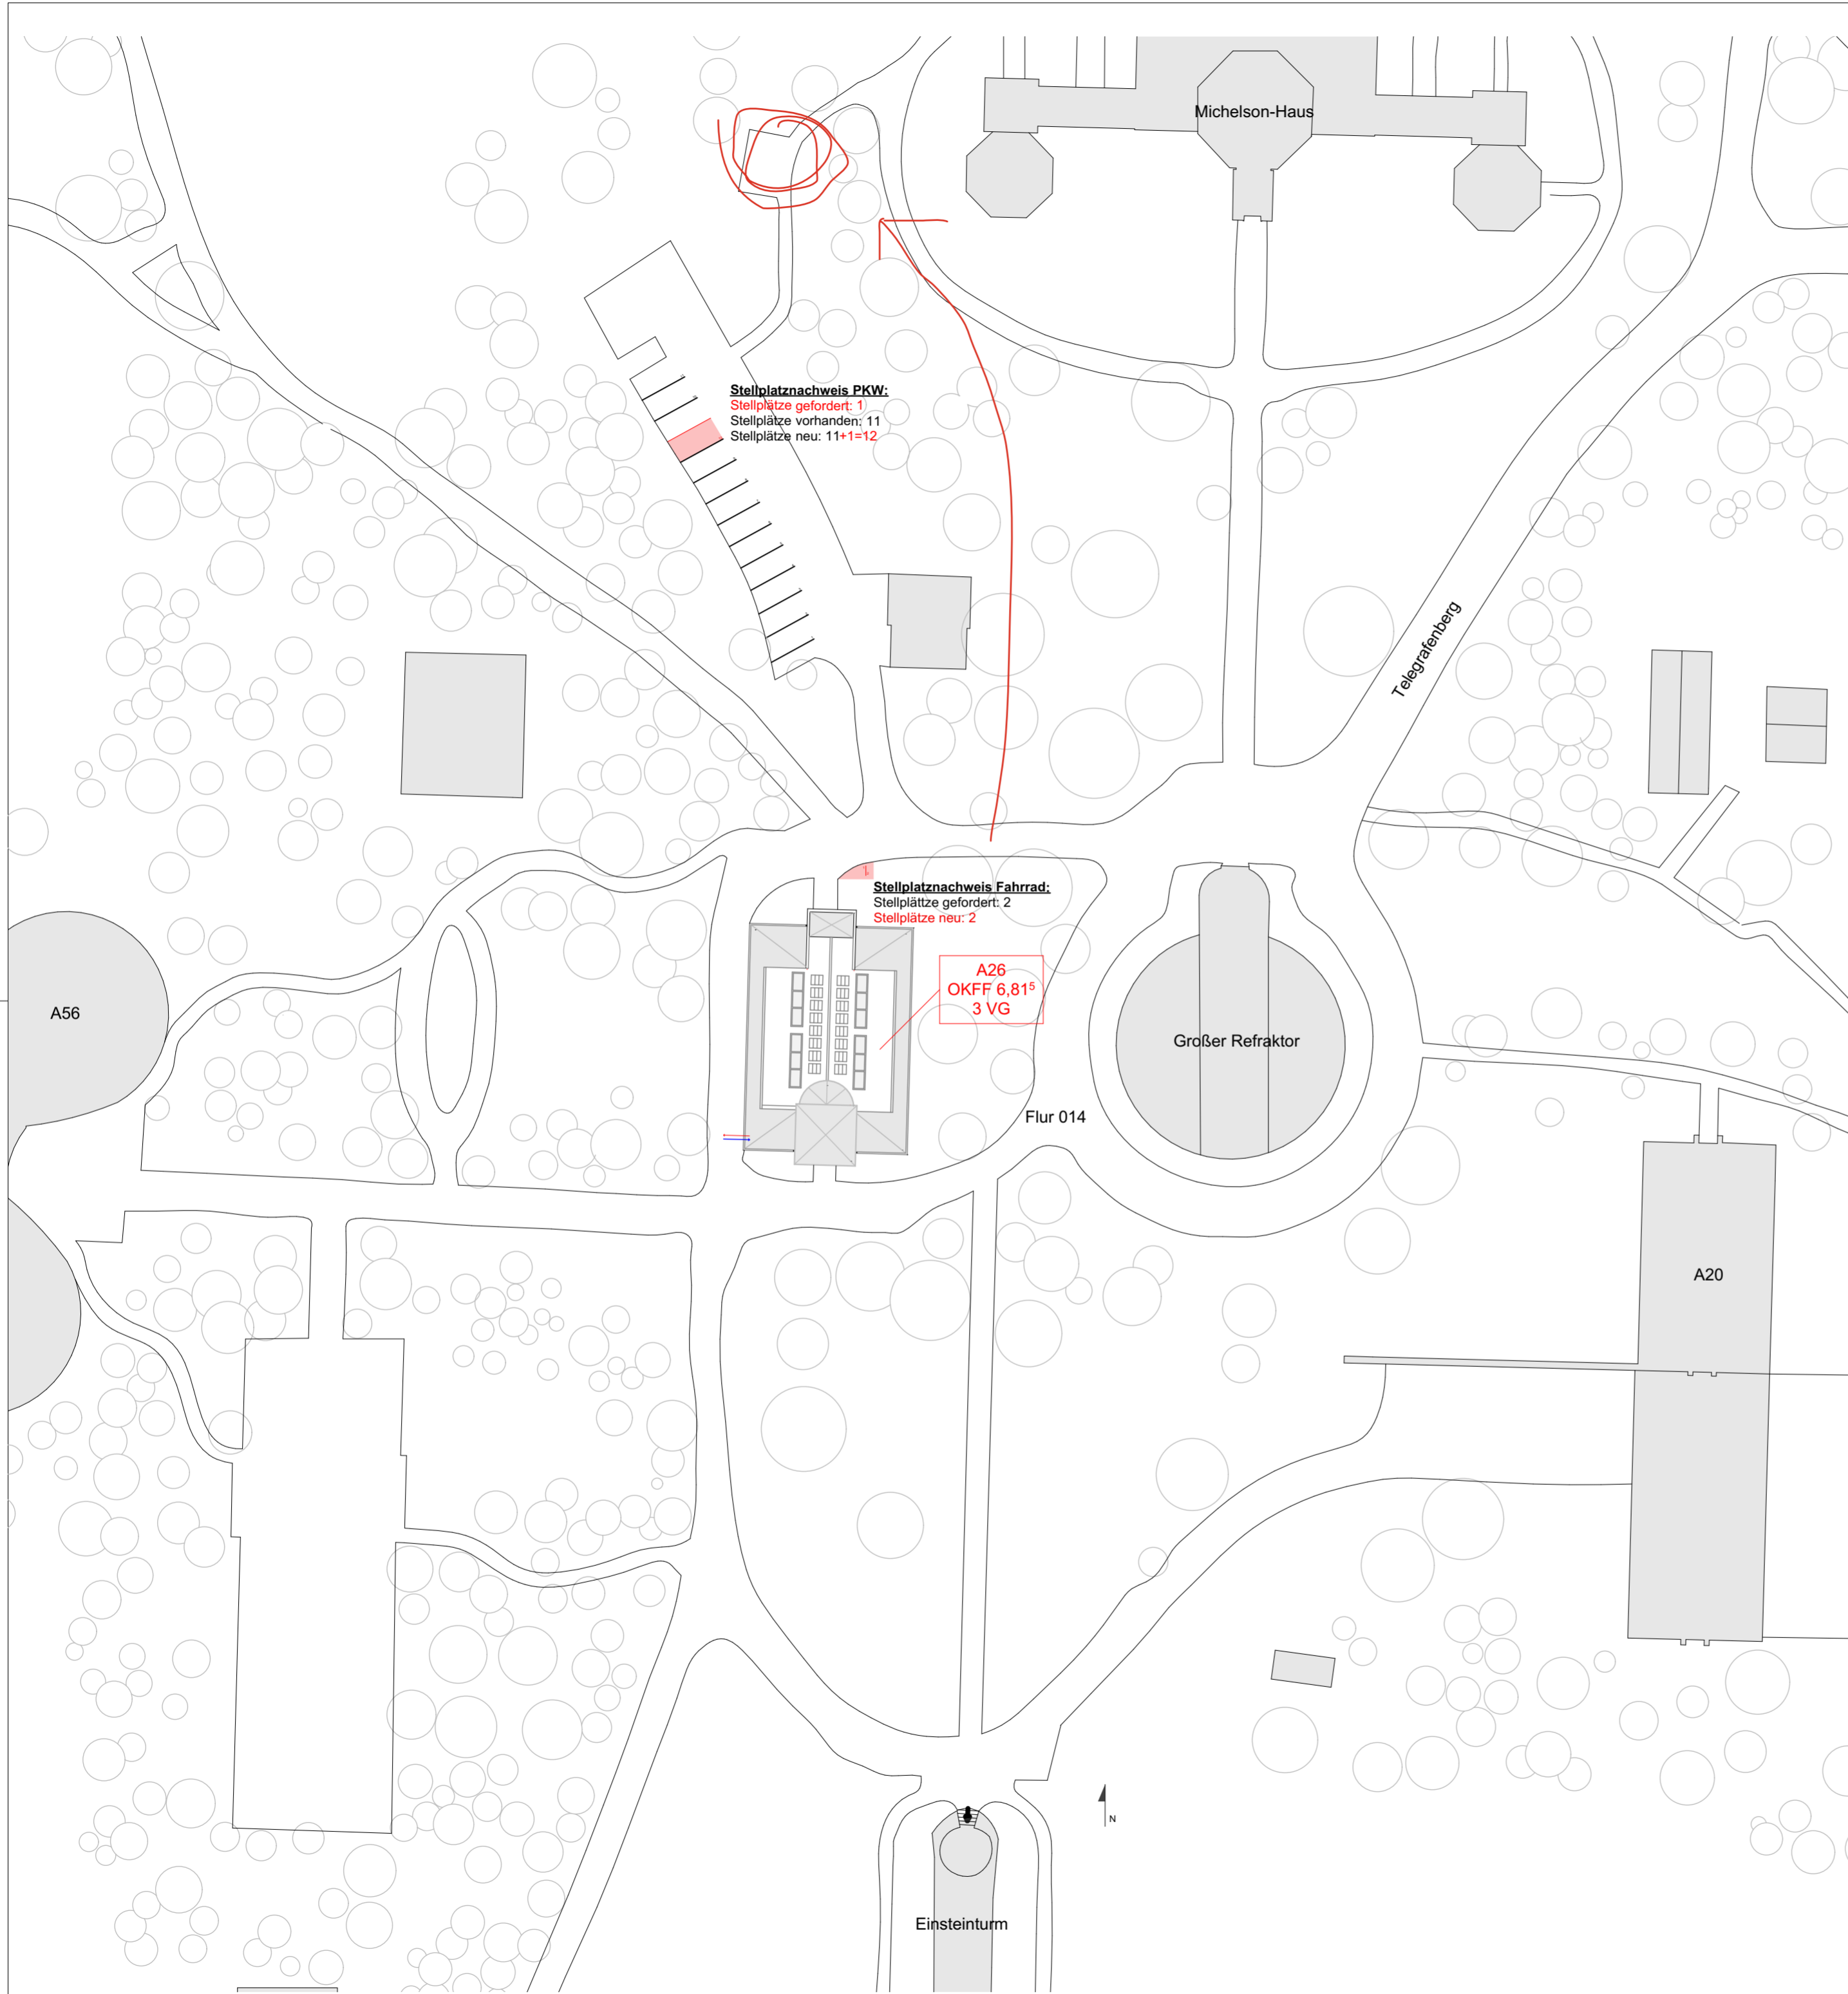 Michelson-Haus
Stellplatznachweis PKW:
Stellplätze gefordert: 1
Stellplätze vorhanden: 11
Stellplätze neu: 11+1=12
Telegrafenberg
Stellplatznachweis Fahrrad:
Stellplättze gefordert: 2
Stellplätze neu: 2
A26
OKFF 6,81⁵
3 VG
A56
Großer Refraktor
Flur 014
A20
N
Einsteinturm